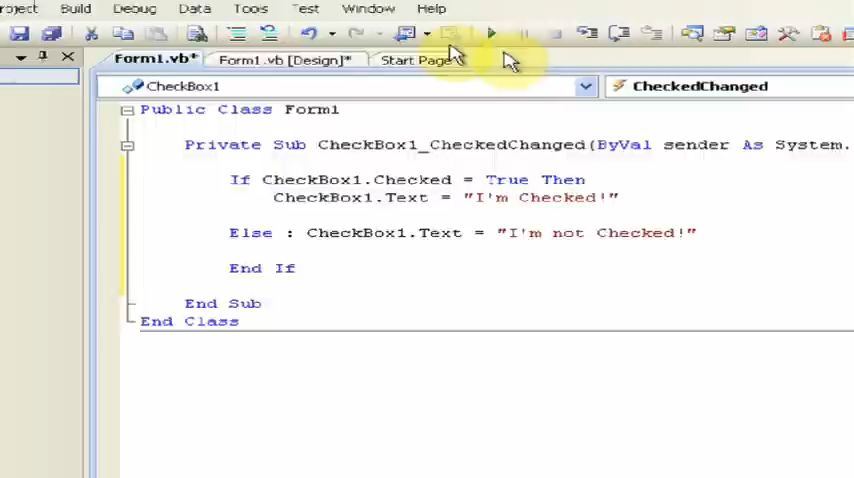 roject Build Debug Data Tools Test Window Help
Form1.vb* Form1.vb [Design]* Start Page
CheckBox1 CheckedChanged
Public Class Form1
Private Sub CheckBox1_CheckedChanged(ByVal sender As System.
If CheckBox1.Checked = True Then
CheckBox1.Text = "I'm Checked!"
Else : CheckBox1.Text = "I'm not Checked!"
End If
End Sub
End Class